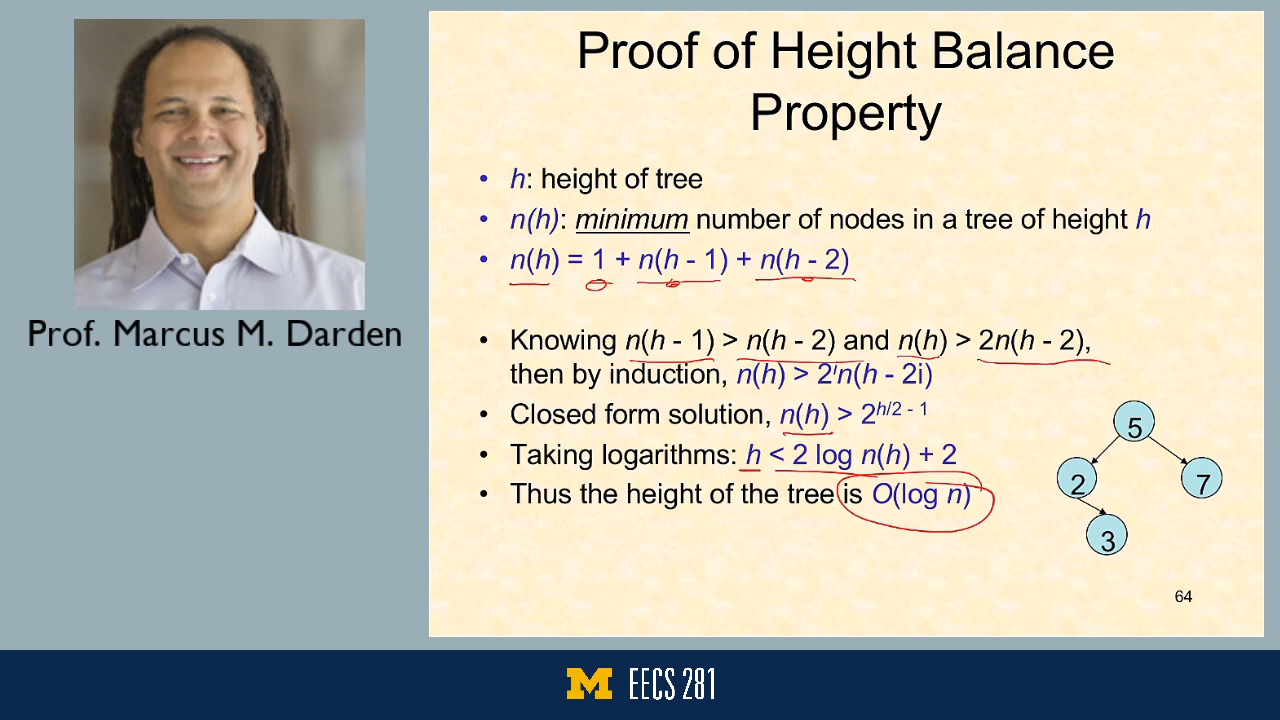 Proof of Height Balance
Property
• h: height of tree
• n(h): minimum number of nodes in a tree of height h
• n(h) = 1 + n(h - 1) + n(h - 2)
• Knowing n(h - 1) > n(h - 2) and n(h) > 2n(h - 2),
then by induction, n(h) > 2ⁱn(h - 2i)
• Closed form solution, n(h) > 2^{h/2 - 1}
• Taking logarithms: h < 2 log n(h) + 2
• Thus the height of the tree is O(log n)
5
2
7
3
64
Prof. Marcus M. Darden
M EECS 281